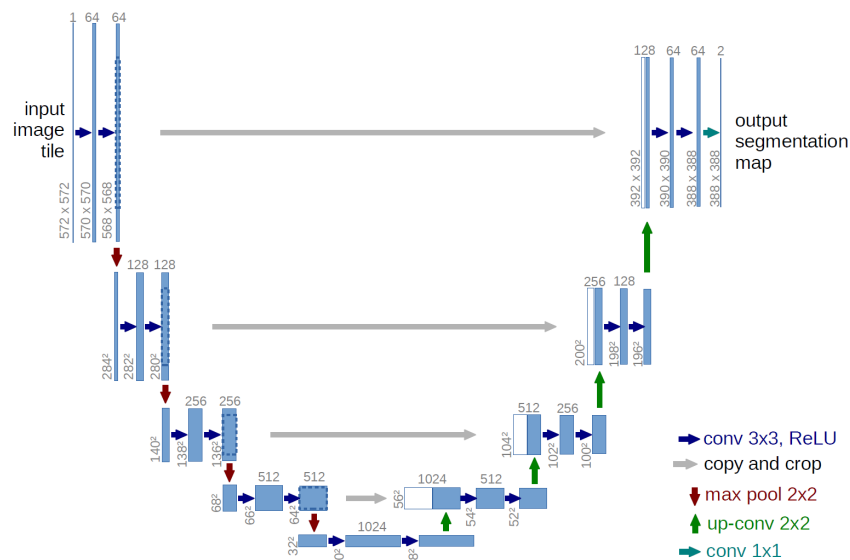 1 64 64
128 64 64 2
input
image
tile
output
segmentation
map
572 x 572
570 x 570
568 x 568
392 x 392
390 x 390
388 x 388
388 x 388
128 128
256 128
284²
282²
280²
200²
198²
196²
256 256
512 256
140²
138²
136²
104²
102²
100²
512 512
1024 512
68²
66²
64²
56²
54²
52²
1024
32²
conv 3x3, ReLU
copy and crop
max pool 2x2
up-conv 2x2
conv 1x1